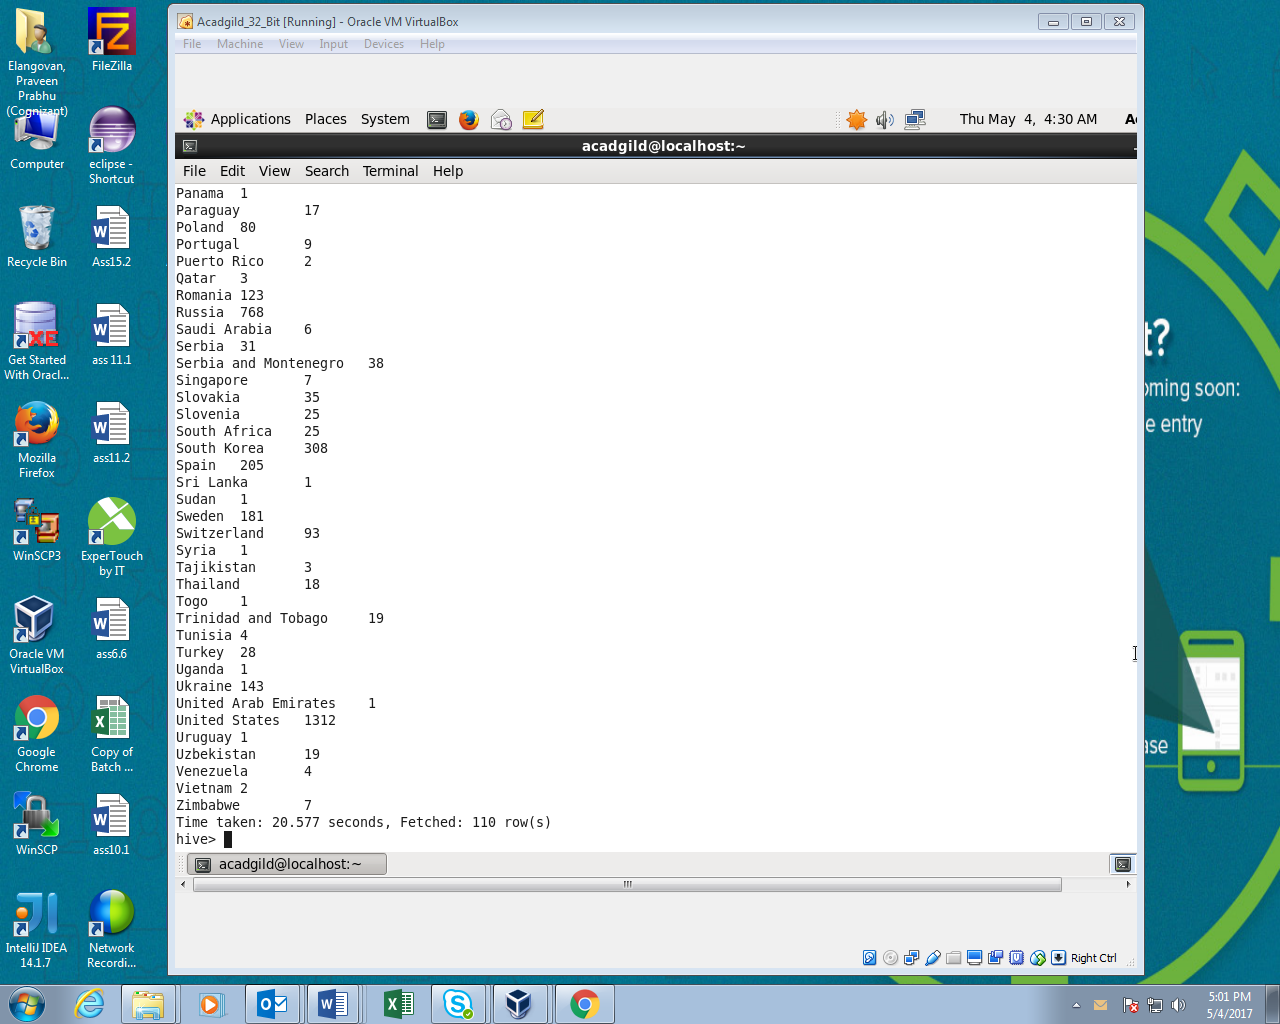 Acadgild_32_Bit [Running] - Oracle VM VirtualBox
File Machine View Input Devices Help
Applications Places System
Thu May 4, 4:30 AM
acadgild@localhost:~
File Edit View Search Terminal Help
Panama 1
Paraguay 17
Poland 80
Portugal 9
Puerto Rico 2
Qatar 3
Romania 123
Russia 768
Saudi Arabia 6
Serbia 31
Serbia and Montenegro 38
Singapore 7
Slovakia 35
Slovenia 25
South Africa 25
South Korea 308
Spain 205
Sri Lanka 1
Sudan 1
Sweden 181
Switzerland 93
Syria 1
Tajikistan 3
Thailand 18
Togo 1
Trinidad and Tobago 19
Tunisia 4
Turkey 28
Uganda 1
Ukraine 143
United Arab Emirates 1
United States 1312
Uruguay 1
Uzbekistan 19
Venezuela 4
Vietnam 2
Zimbabwe 7
Time taken: 20.577 seconds, Fetched: 110 row(s)
hive>
acadgild@localhost:~
Right Ctrl
Elangovan,
Praveen
Prabhu
(Cognizant)
FileZilla
Computer
eclipse -
Shortcut
Recycle Bin
Ass15.2
XE
Get Started
With Oracl...
ass 11.1
Mozilla
Firefox
ass11.2
WinSCP3
ExperTouch
by IT
Oracle VM
VirtualBox
ass6.6
Google
Chrome
Copy of
Batch ...
WinSCP
ass10.1
IntelliJ IDEA
14.1.7
Network
Recordi...
t?
oming soon:
e entry
ase
5:01 PM
5/4/2017